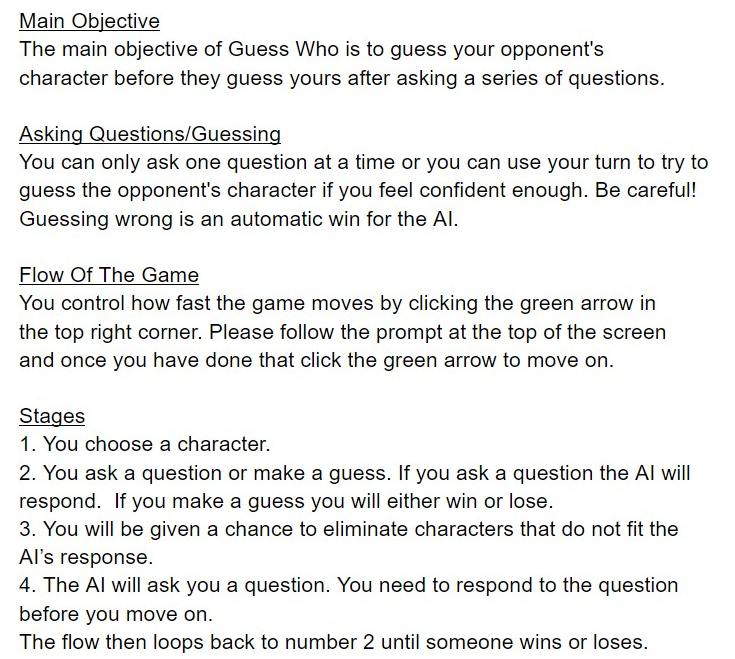 Main Objective
The main objective of Guess Who is to guess your opponent's
character before they guess yours after asking a series of questions.
Asking Questions/Guessing
You can only ask one question at a time or you can use your turn to try to
guess the opponent's character if you feel confident enough. Be careful!
Guessing wrong is an automatic win for the AI.
Flow Of The Game
You control how fast the game moves by clicking the green arrow in
the top right corner. Please follow the prompt at the top of the screen
and once you have done that click the green arrow to move on.
Stages
1. You choose a character.
2. You ask a question or make a guess. If you ask a question the AI will
respond.  If you make a guess you will either win or lose.
3. You will be given a chance to eliminate characters that do not fit the
AI’s response.
4. The AI will ask you a question. You need to respond to the question
before you move on.
The flow then loops back to number 2 until someone wins or loses.